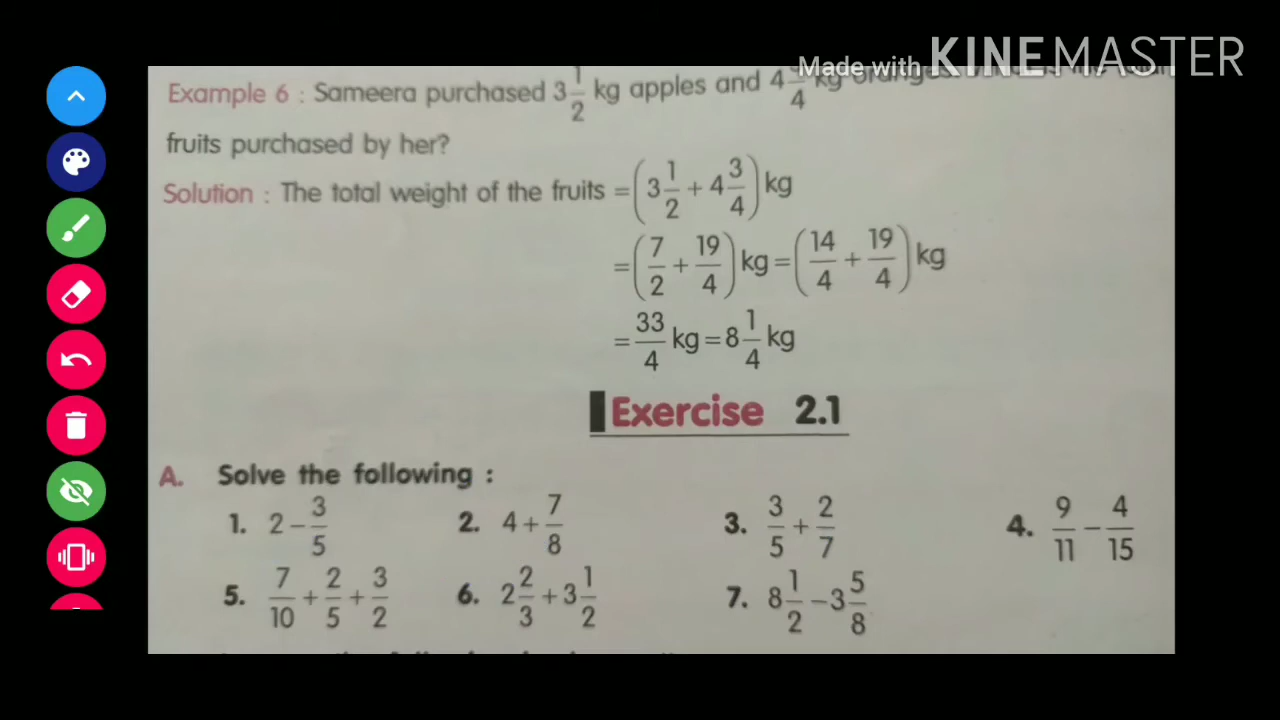 Made with KINEMASTER
Example 6 : Sameera purchased 3 1/2 kg apples and 4 3/4 kg oranges
fruits purchased by her?
Solution : The total weight of the fruits = (3 1/2 + 4 3/4) kg
= (7/2 + 19/4) kg = (14/4 + 19/4) kg
= 33/4 kg = 8 1/4 kg
Exercise 2.1
A. Solve the following :
1. 2 - 3/5 2. 4 + 7/8 3. 3/5 + 2/7 4. 9/11 - 4/15
5. 7/10 + 2/5 + 3/2 6. 2 2/3 + 3 1/2 7. 8 1/2 - 3 5/8